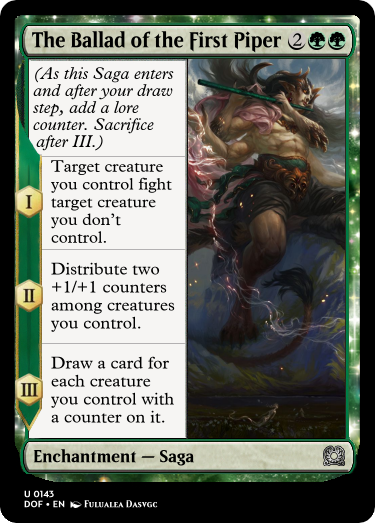 The Ballad of the First Piper 2
(As this Saga enters
and after your draw
step, add a lore
counter. Sacrifice
after III.)
I
Target creature
you control fight
target creature
you don't
control.
II
Distribute two
+1/+1 counters
among creatures
you control.
III
Draw a card for
each creature
you control with
a counter on it.
Enchantment — Saga
U 0143
DOF • EN Fulualea Dasvgc